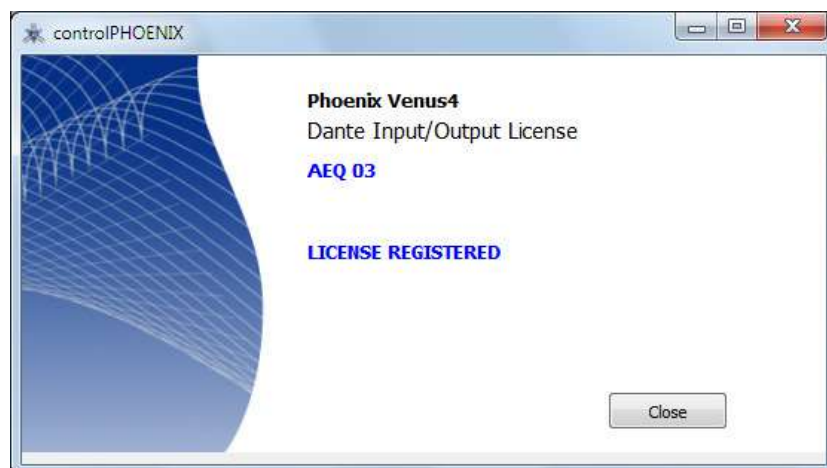 controlPHOENIX
Phoenix Venus4
Dante Input/Output License
AEQ 03
LICENSE REGISTERED
Close